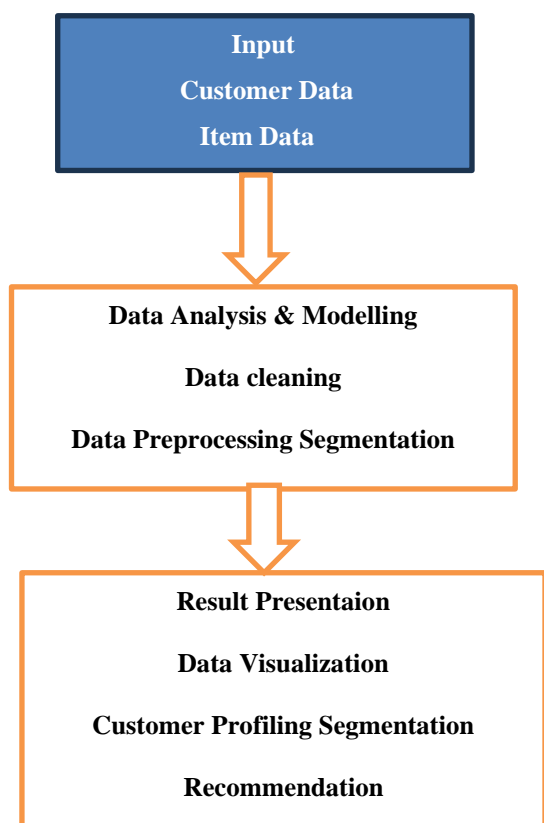 Input
Customer Data
Item Data
Data Analysis & Modelling
Data cleaning
Data Preprocessing Segmentation
Result Presentaion
Data Visualization
Customer Profiling Segmentation
Recommendation